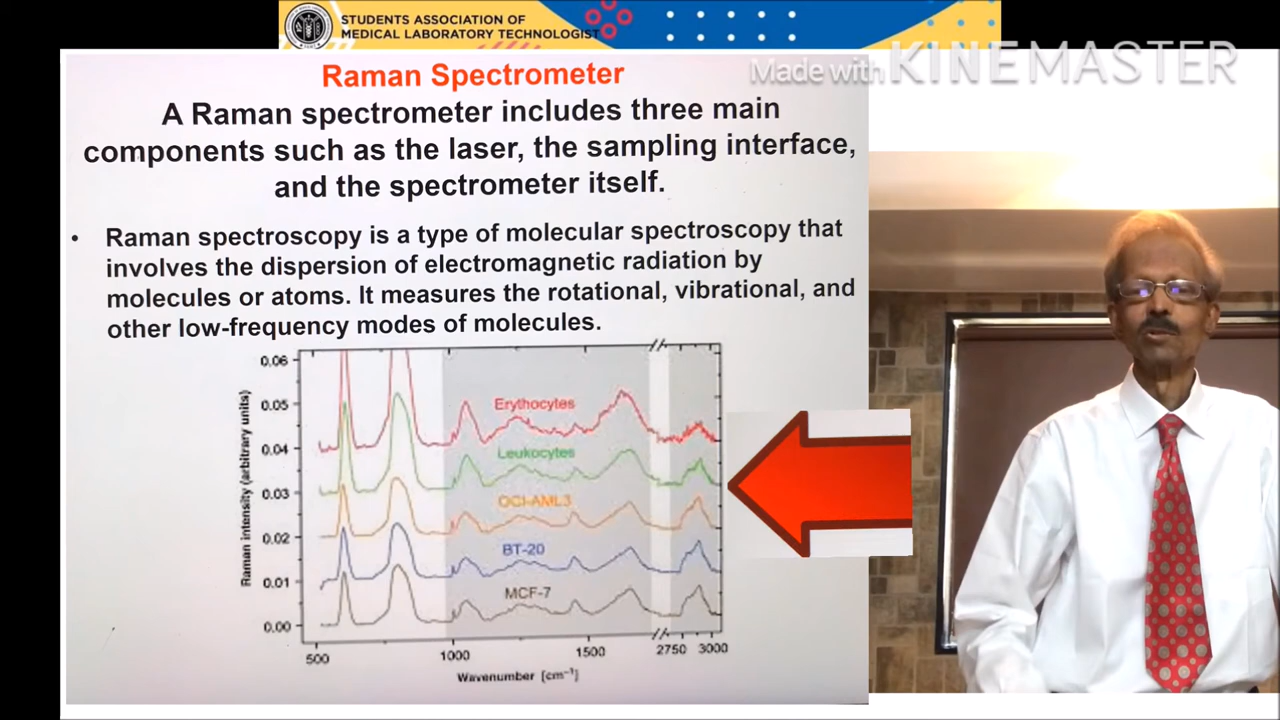 STUDENTS ASSOCIATION OF
MEDICAL LABORATORY TECHNOLOGIST
Made with KINEMASTER
Raman Spectrometer
A Raman spectrometer includes three main
components such as the laser, the sampling interface,
and the spectrometer itself.
• Raman spectroscopy is a type of molecular spectroscopy that
involves the dispersion of electromagnetic radiation by
molecules or atoms. It measures the rotational, vibrational, and
other low-frequency modes of molecules.
Raman intensity (arbitrary units)
0.06
0.05
0.04
0.03
0.02
0.01
0.00
Erythocytes
Leukocytes
OCI-AML3
BT-20
MCF-7
500 1000 1500 2750 3000
Wavenumber [cm⁻¹]